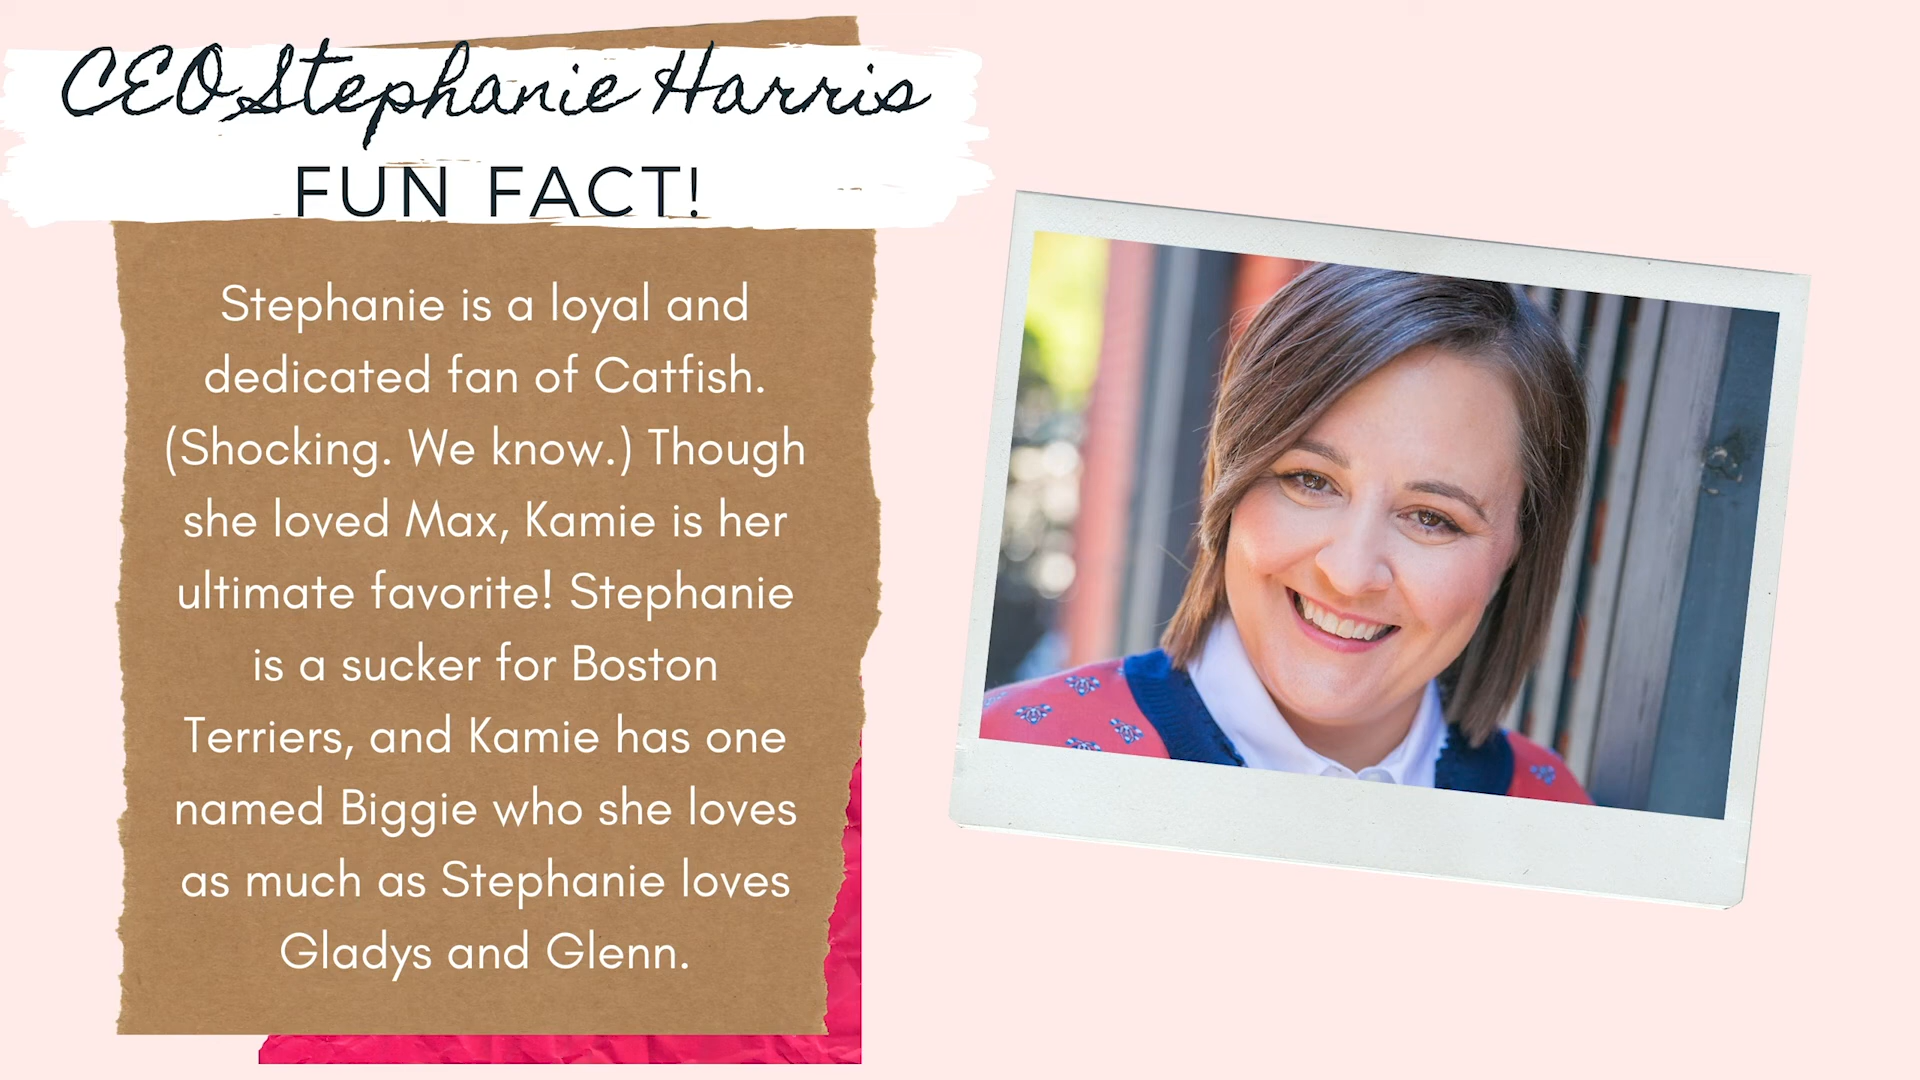 CEO Stephanie Harris
FUN FACT!
Stephanie is a loyal and
dedicated fan of Catfish.
(Shocking. We know.) Though
she loved Max, Kamie is her
ultimate favorite! Stephanie
is a sucker for Boston
Terriers, and Kamie has one
named Biggie who she loves
as much as Stephanie loves
Gladys and Glenn.